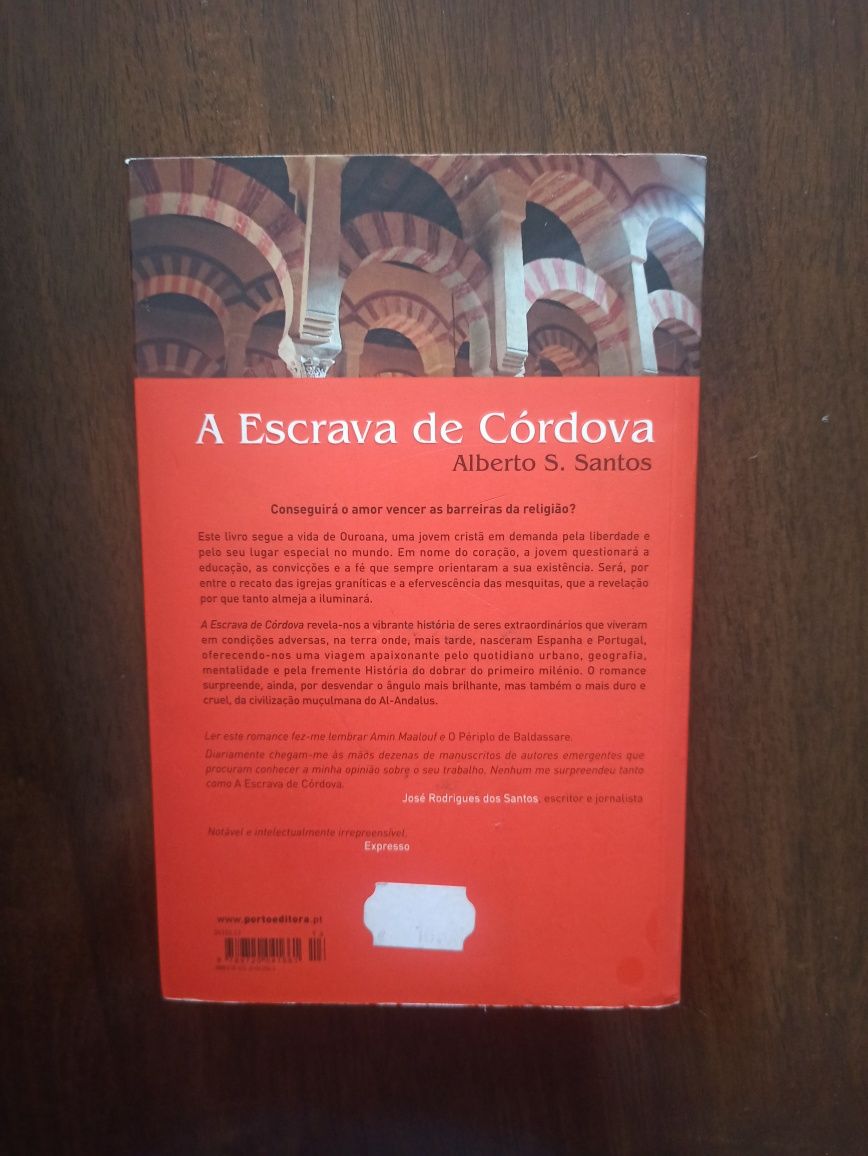 A Escrava de Córdova
Alberto S. Santos
Conseguirá o amor vencer as barreiras da religião?
Este livro segue a vida de Ouroana, uma jovem cristã em demanda pela liberdade e
pelo seu lugar especial no mundo. Em nome do coração, a jovem questionará a
educação, as convicções e a fé que sempre orientaram a sua existência. Será, por
entre o recato das igrejas graníticas e a efervescência das mesquitas, que a revelação
por que tanto almeja a iluminará.
A Escrava de Córdova revela-nos a vibrante história de seres extraordinários que viveram
em condições adversas, na terra onde, mais tarde, nasceram Espanha e Portugal,
oferecendo-nos uma viagem apaixonante pelo quotidiano urbano, geografia,
mentalidade e pela fremente História do dobrar do primeiro milénio. O romance
surpreende, ainda, por desvendar o ângulo mais brilhante, mas também o mais duro e
cruel, da civilização muçulmana do Al-Andalus.
Ler este romance fez-me lembrar Amin Maalouf e O Périplo de Baldassare.
Diariamente chegam-me às mãos dezenas de manuscritos de autores emergentes que
procuram conhecer a minha opinião sobre o seu trabalho. Nenhum me surpreendeu tanto
como A Escrava de Córdova.
José Rodrigues dos Santos, escritor e jornalista
Notável e intelectualmente irrepreensível.
Expresso
www.portoeditora.pt